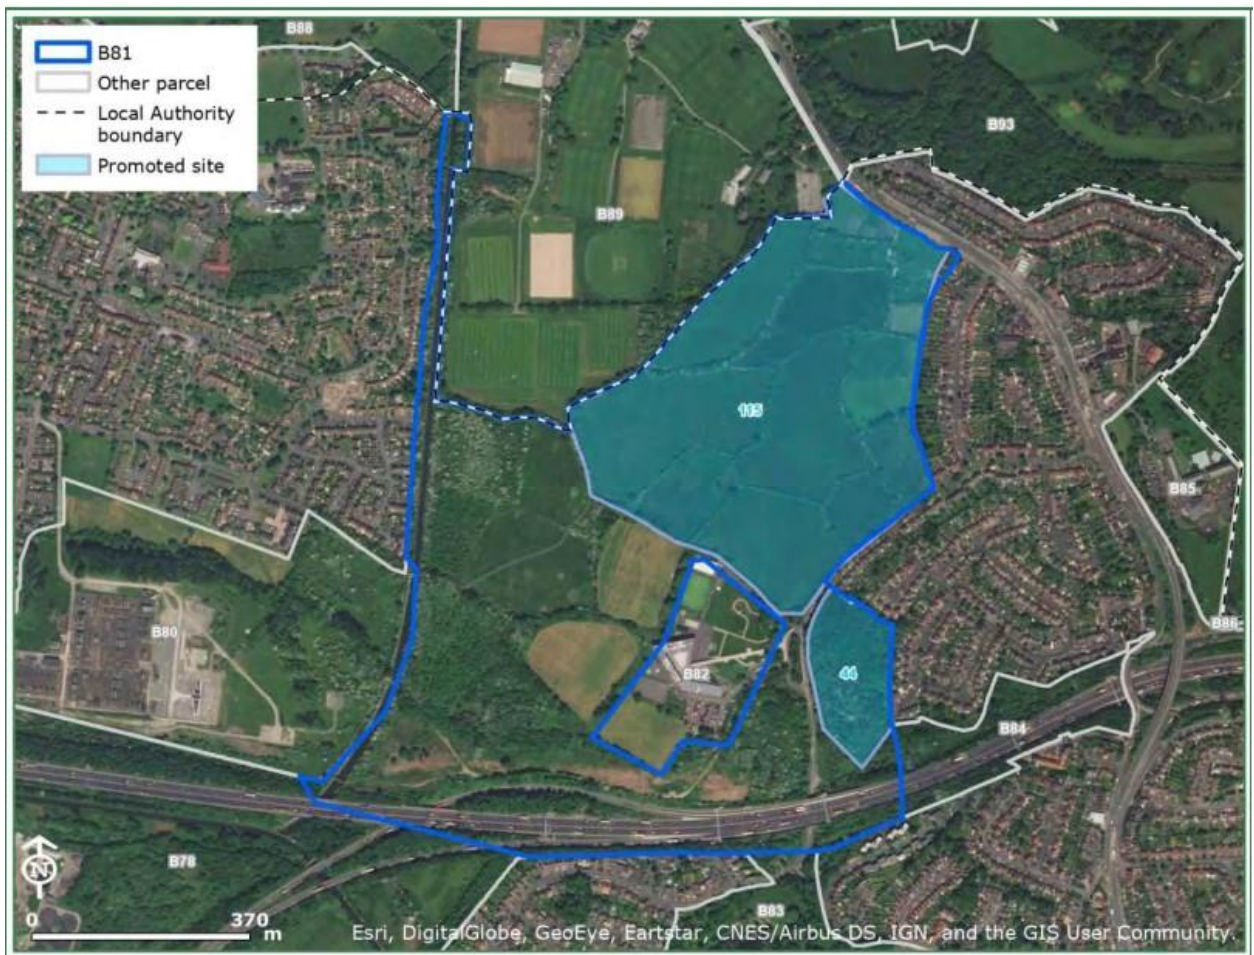 B88
B81
Other parcel
Local Authority
boundary
Promoted site
B93
B89
115
B85
B80
B86
B82
44
B84
B78
B83
N
0 370
m
Esri, DigitalGlobe, GeoEye, Eartstar, CNES/Airbus DS, IGN, and the GIS User Community.